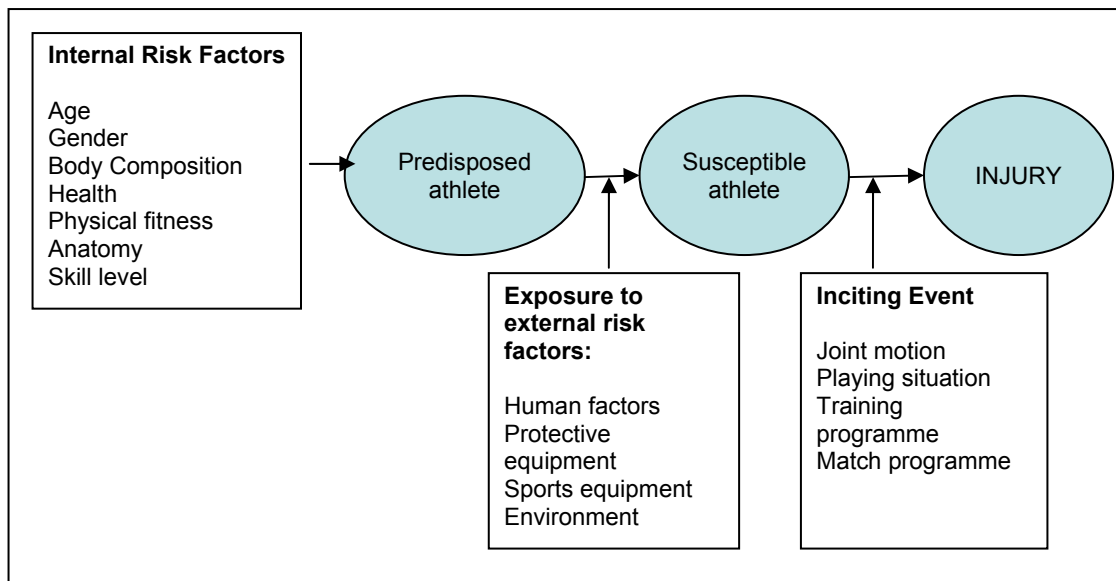 Internal Risk Factors
Age
Gender
Body Composition
Health
Physical fitness
Anatomy
Skill level
Predisposed
athlete
Susceptible
athlete
INJURY
Exposure to
external risk
factors:
Human factors
Protective
equipment
Sports equipment
Environment
Inciting Event
Joint motion
Playing situation
Training
programme
Match programme